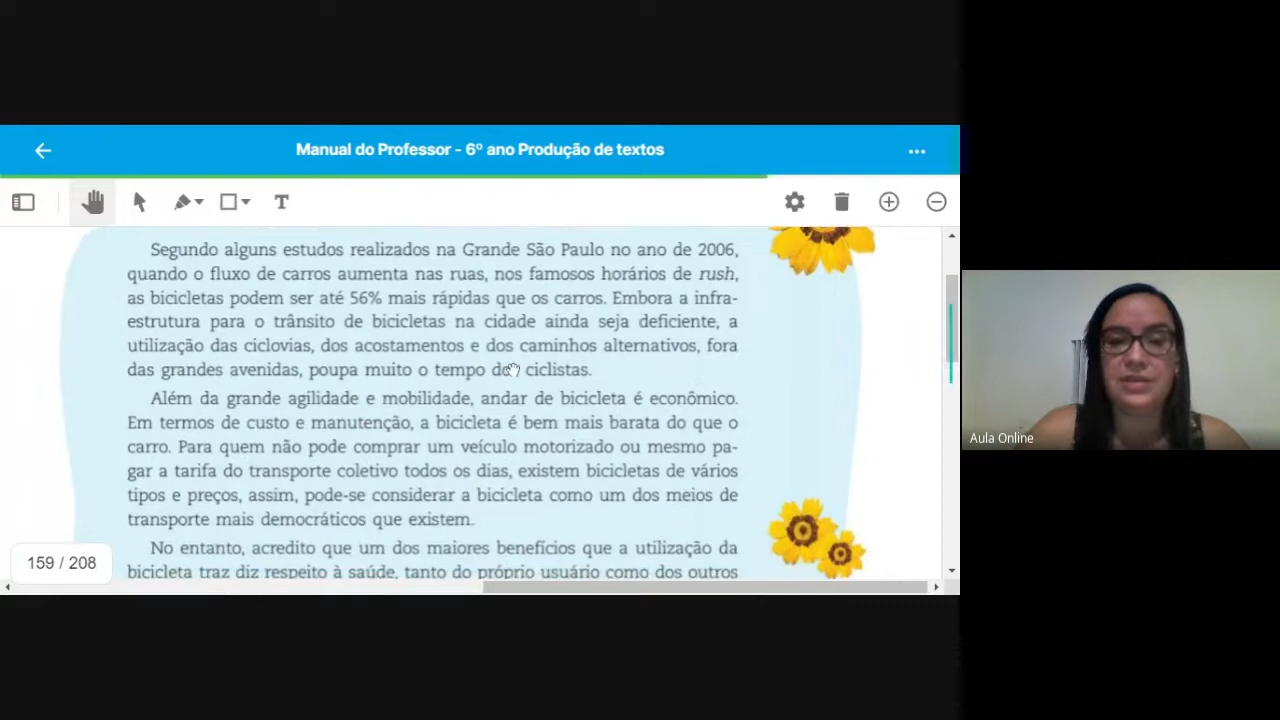 Manual do Professor - 6º ano Produção de textos
T
Segundo alguns estudos realizados na Grande São Paulo no ano de 2006,
quando o fluxo de carros aumenta nas ruas, nos famosos horários de rush,
as bicicletas podem ser até 56% mais rápidas que os carros. Embora a infra-
estrutura para o trânsito de bicicletas na cidade ainda seja deficiente, a
utilização das ciclovias, dos acostamentos e dos caminhos alternativos, fora
das grandes avenidas, poupa muito o tempo dos ciclistas.
Além da grande agilidade e mobilidade, andar de bicicleta é econômico.
Em termos de custo e manutenção, a bicicleta é bem mais barata do que o
carro. Para quem não pode comprar um veículo motorizado ou mesmo pa-
gar a tarifa do transporte coletivo todos os dias, existem bicicletas de vários
tipos e preços, assim, pode-se considerar a bicicleta como um dos meios de
transporte mais democráticos que existem.
No entanto, acredito que um dos maiores benefícios que a utilização da
bicicleta traz diz respeito à saúde, tanto do próprio usuário como dos outros
159 / 208
Aula Online